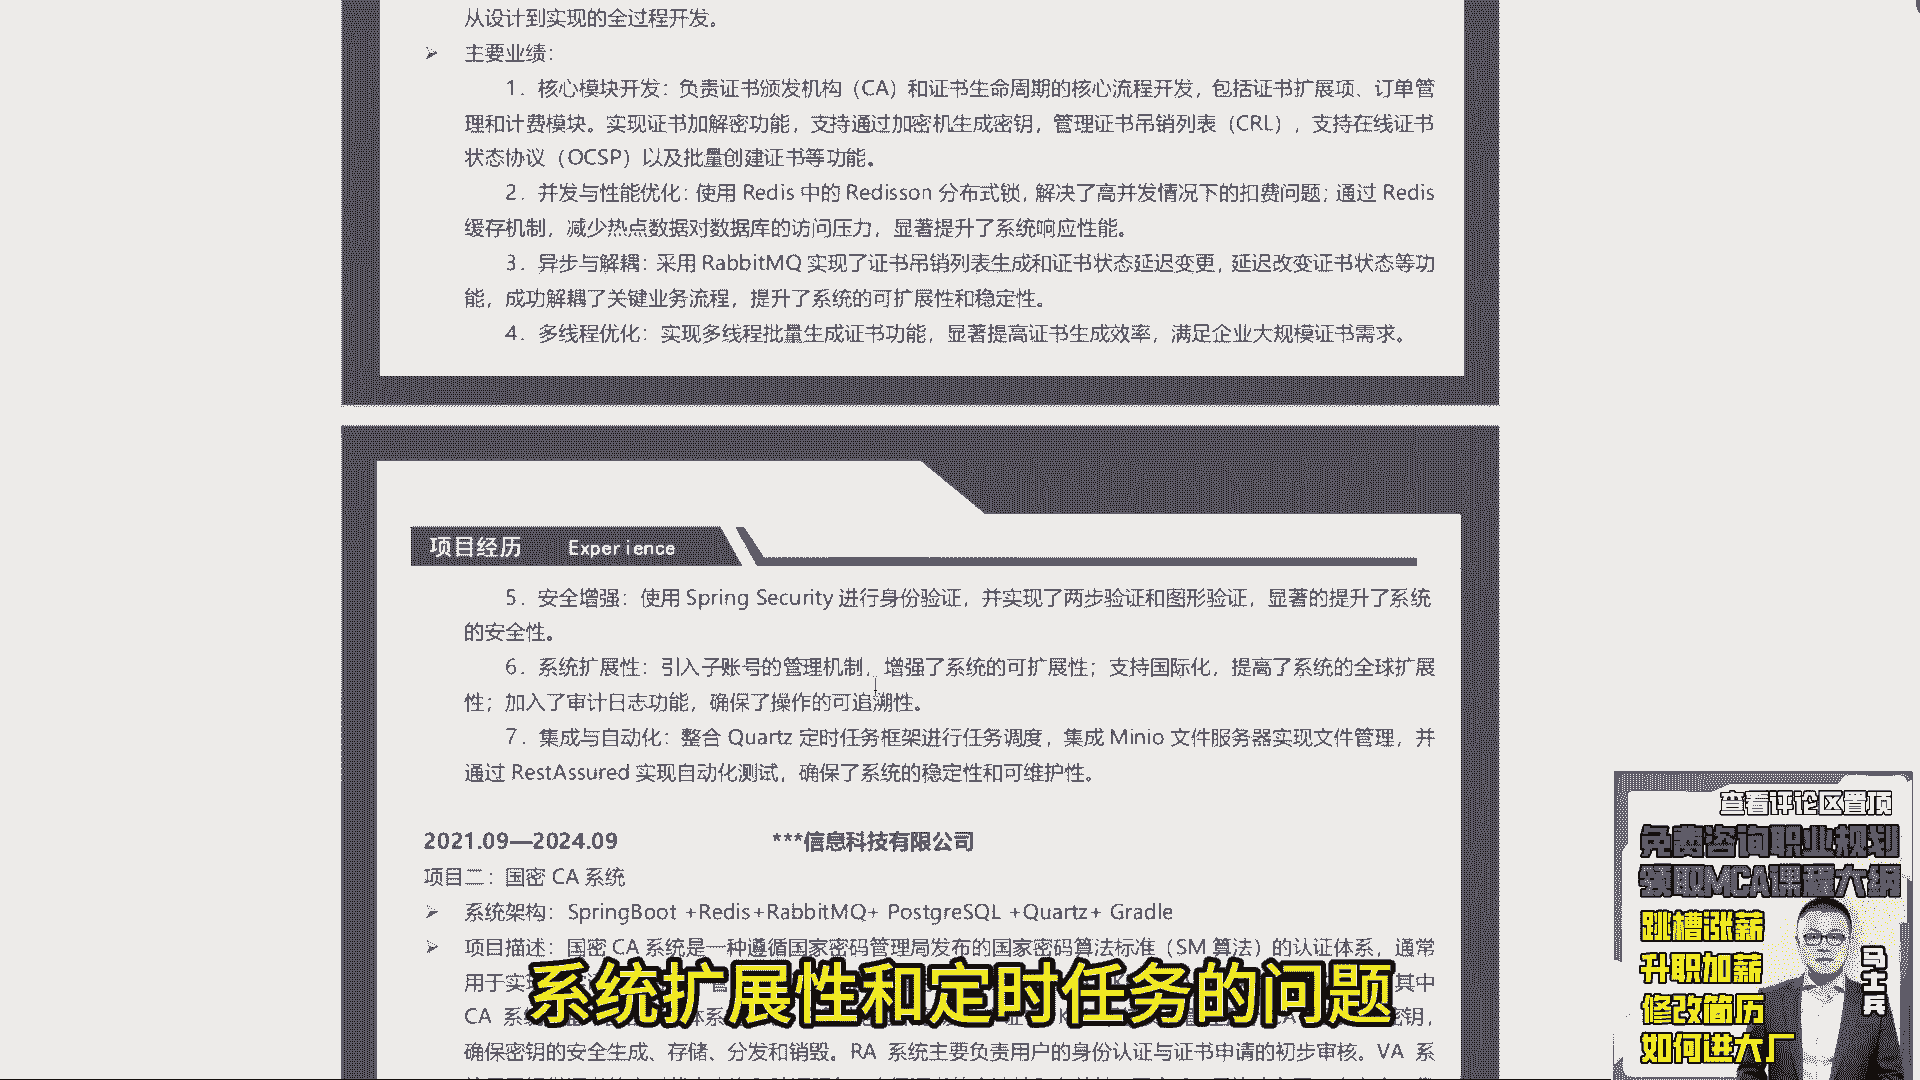 从设计到实现的全过程开发。
➢ 主要业绩:
1. 核心模块开发: 负责证书颁发机构 (CA) 和证书生命周期的核心流程开发, 包括证书扩展项、订单管
理和计费模块。实现证书加解密功能, 支持通过加密机生成密钥, 管理证书吊销列表 (CRL) , 支持在线证书
状态协议 (OCSP) 以及批量创建证书等功能。
2. 并发与性能优化: 使用 Redis 中的 Redisson 分布式锁, 解决了高并发情况下的扣费问题; 通过 Redis
缓存机制, 减少热点数据对数据库的访问压力, 显著提升了系统响应性能。
3. 异步与解耦: 采用 RabbitMQ 实现了证书吊销列表生成和证书状态延迟变更, 延迟改变证书状态等功
能, 成功解耦了关键业务流程, 提升了系统的可扩展性和稳定性。
4. 多线程优化: 实现多线程批量生成证书功能, 显著提高证书生成效率, 满足企业大规模证书需求。
项目经历 Experience
5. 安全增强: 使用 Spring Security 进行身份验证, 并实现了两步验证和图形验证, 显著的提升了系统
的安全性。
6. 系统扩展性: 引入子账号的管理机制, 增强了系统的可扩展性; 支持国际化, 提高了系统的全球扩展
性; 加入了审计日志功能, 确保了操作的可追溯性。
7. 集成与自动化: 整合 Quartz 定时任务框架进行任务调度, 集成 Minio 文件服务器实现文件管理, 并
通过 RestAssured 实现自动化测试, 确保了系统的稳定性和可维护性。
2021.09—2024.09 ***信息科技有限公司
项目二: 国密 CA 系统
➢ 系统架构: SpringBoot +Redis+RabbitMQ+ PostgreSQL +Quartz+ Gradle
➢ 项目描述: 国密 CA 系统是一种遵循国家密码管理局发布的国家密码算法标准 (SM 算法) 的认证体系, 通常
用于实 其中
CA 系 密钥,
系统扩展性和定时任务的问题
确保密钥的安全生成、存储、分发和销毁。RA 系统主要负责用户的身份认证与证书申请的初步审核。VA 系
查看评论区置顶
免费咨询职业规划
领取MCA课程大纲
跳槽涨薪
升职加薪
修改简历
如何进大厂
马士兵